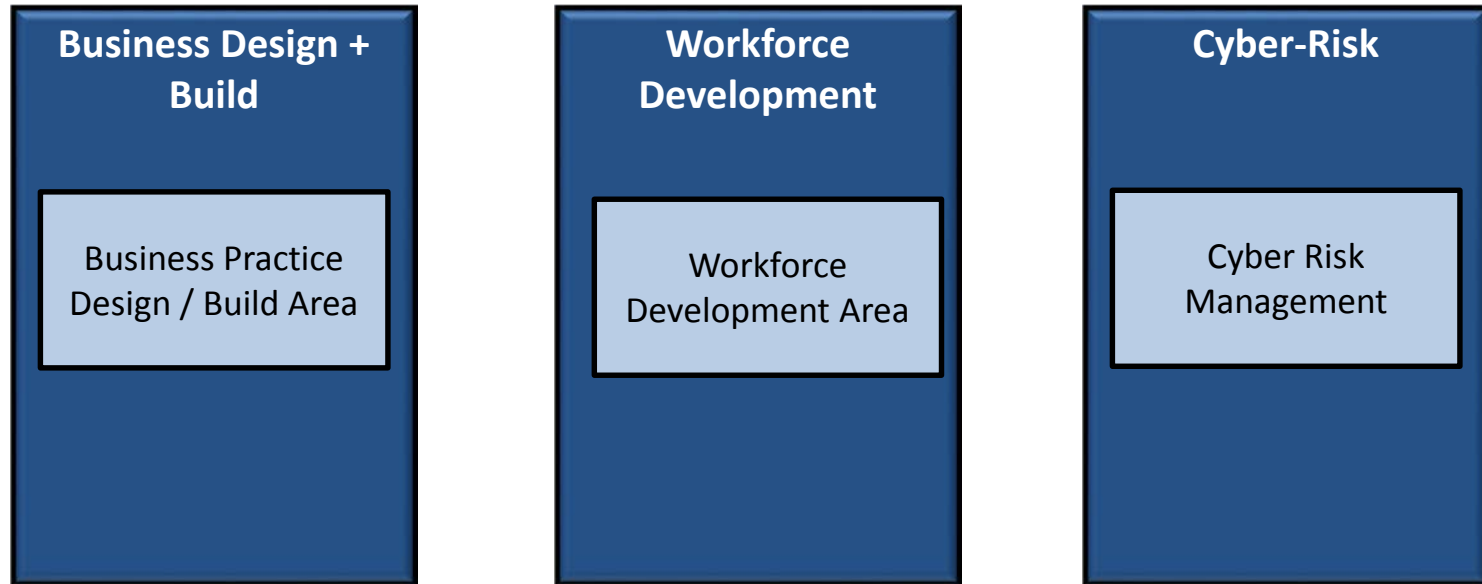 Business Design +
Build
Business Practice
Design / Build Area
Workforce
Development
Workforce
Development Area
Cyber-Risk
Cyber Risk
Management